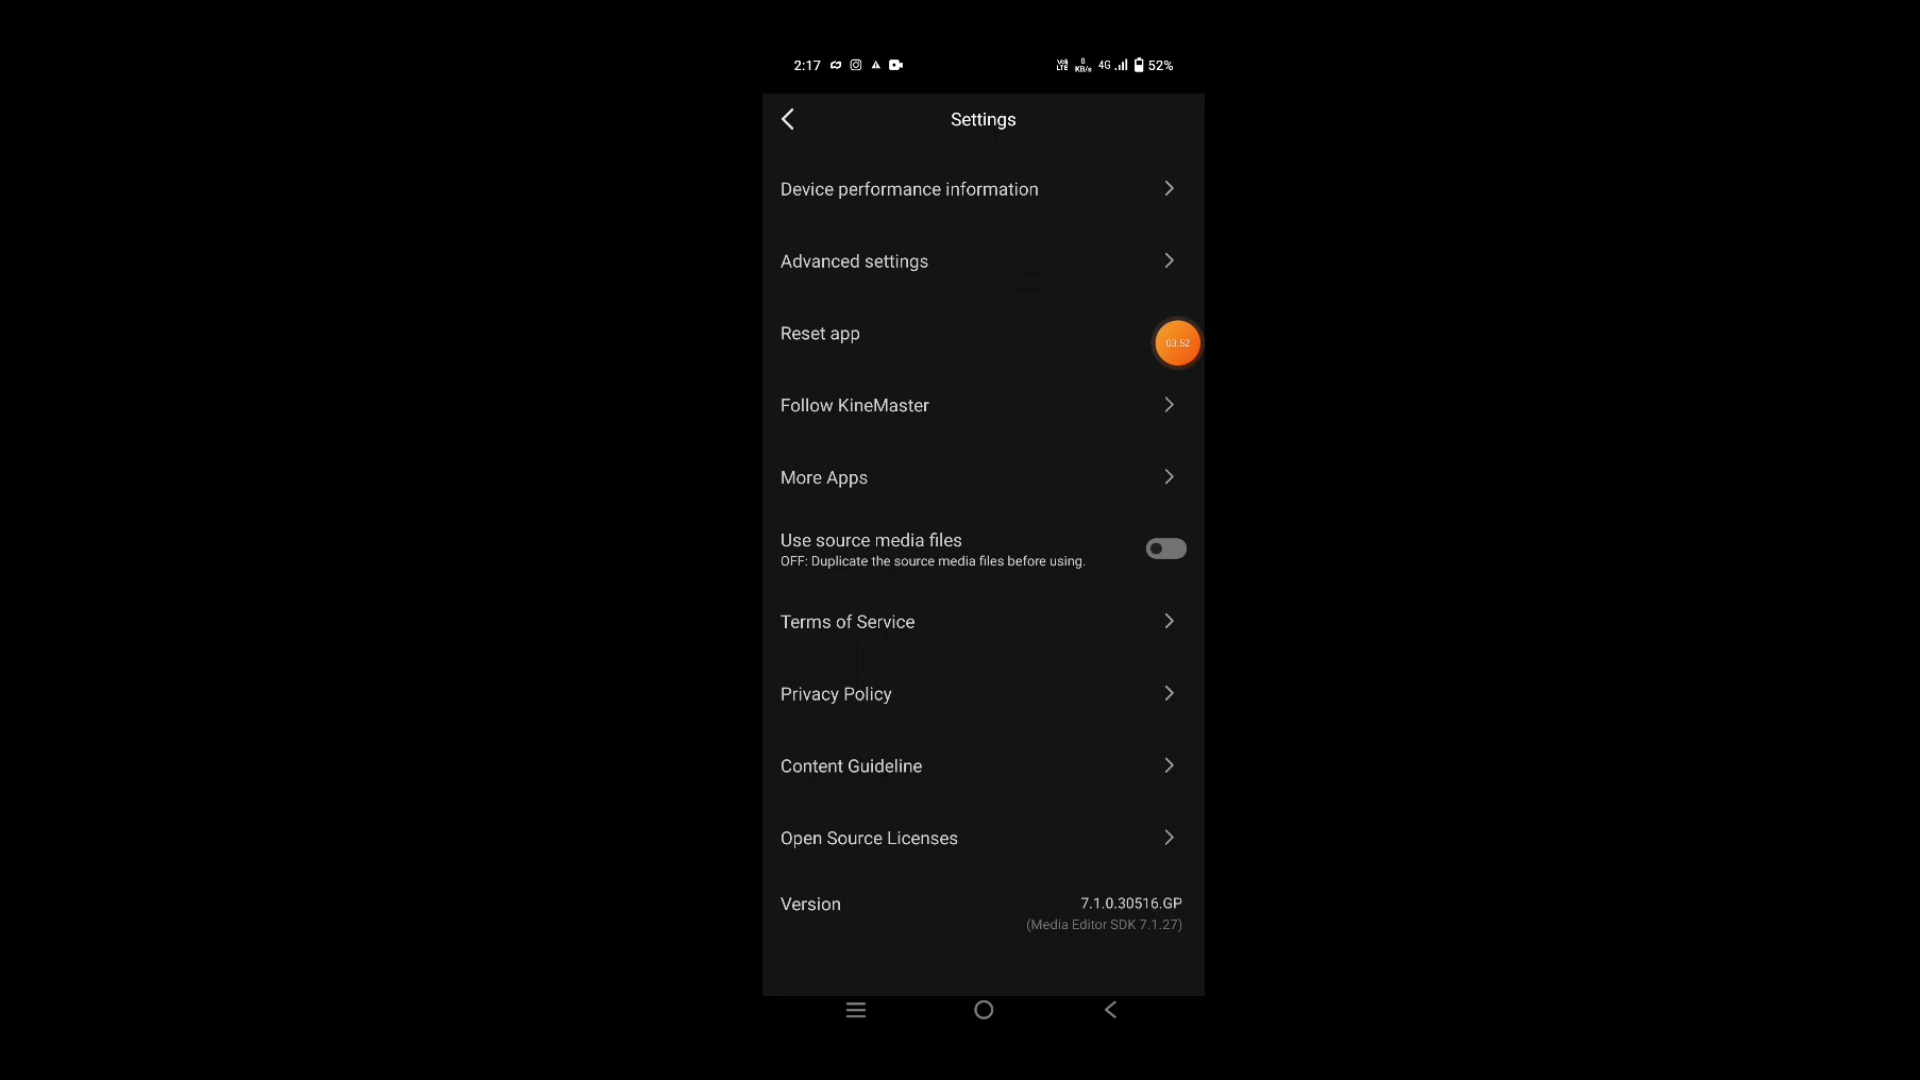 2:17 4G 52%
Settings
Device performance information
Advanced settings
Reset app
03:52
Follow KineMaster
More Apps
Use source media files
OFF: Duplicate the source media files before using.
Terms of Service
Privacy Policy
Content Guideline
Open Source Licenses
Version 7.1.0.30516.GP
(Media Editor SDK 7.1.27)